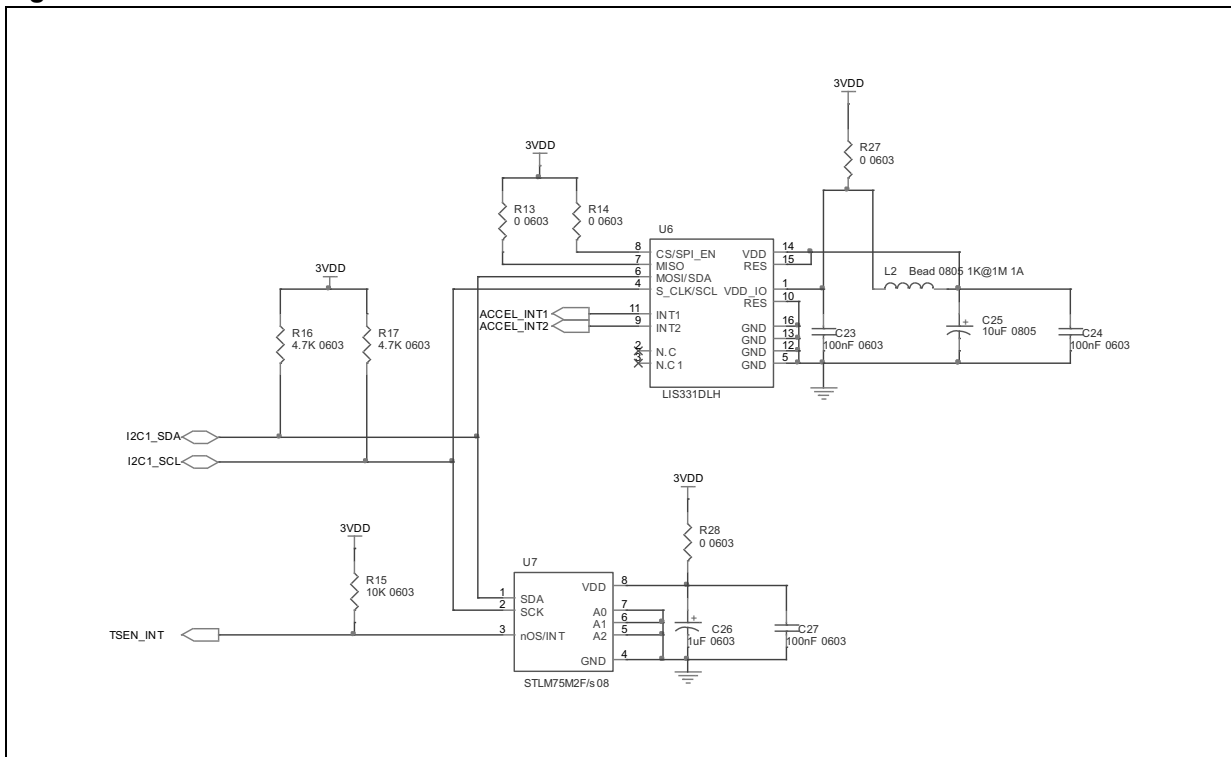 3VDD
R27
0 0603
3VDD
R13
0 0603
R14
0 0603
U6
8 CS/SPI_EN
7 MISO
6 MOSI/SDA
4 S_CLK/SCL
11 INT1
9 INT2
2 N.C
3 N.C1
VDD 14
RES 15
VDD_IO 1
RES 10
GND 16
GND 13
GND 12
GND 5
LIS331DLH
ACCEL_INT1
ACCEL_INT2
L2 Bead 0805 1K@1M 1A
C23
100nF 0603
+
C25
10uF 0805
C24
100nF 0603
3VDD
R16
4.7K 0603
R17
4.7K 0603
I2C1_SDA
I2C1_SCL
3VDD
R28
0 0603
3VDD
R15
10K 0603
TSEN_INT
U7
1 SDA
2 SCK
3 nOS/INT
VDD 8
A0 7
A1 6
A2 5
GND 4
STLM75M2F/s08
+
C26
1uF 0603
C27
100nF 0603